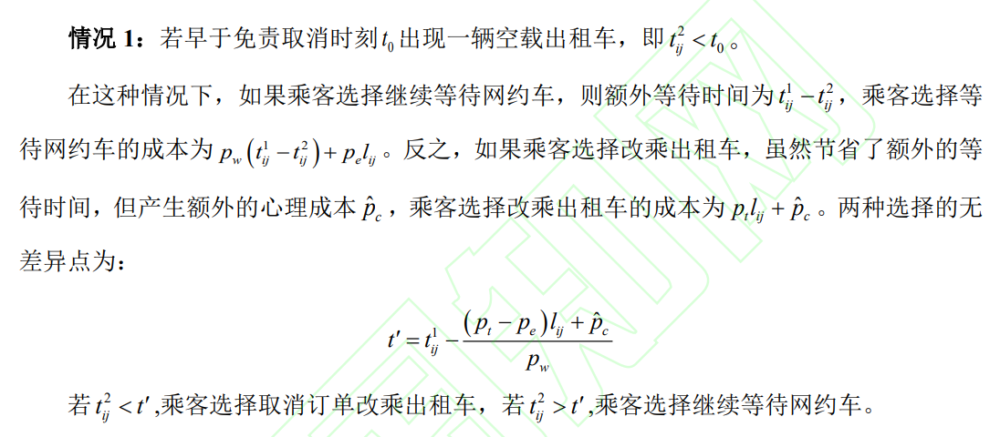 情况 1：若早于免责取消时刻 $t_0$ 出现一辆空载出租车，即 $t_{ij}^2 < t_0$。
在这种情况下，如果乘客选择继续等待网约车，则额外等待时间为 $t_{ij}^1 - t_{ij}^2$，乘客选择等
待网约车的成本为 $p_w\left(t_{ij}^1 - t_{ij}^2\right) + p_e l_{ij}$。反之，如果乘客选择改乘出租车，虽然节省了额外的等
待时间，但产生额外的心理成本 $\hat{p}_c$，乘客选择改乘出租车的成本为 $p_t l_{ij} + \hat{p}_c$。两种选择的无
差异点为：
$t' = t_{ij}^1 - \frac{\left(p_t - p_e\right)l_{ij} + \hat{p}_c}{p_w}$
若 $t_{ij}^2 < t'$,乘客选择取消订单改乘出租车，若 $t_{ij}^2 > t'$,乘客选择继续等待网约车。